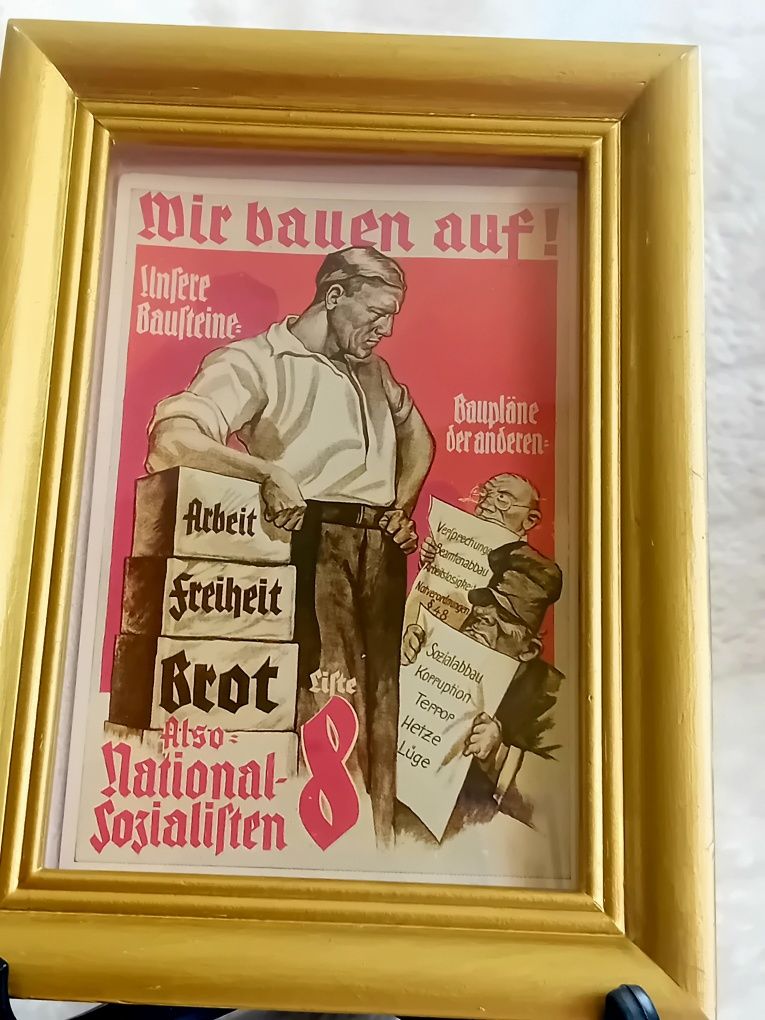 Wir bauen auf!
Unsere
Bausteine:
Baupläne
der anderen:
Arbeit
Freiheit
Brot
Versprechungen
Beamtenabbau
Arbeitslosigkeit
Notverordnungen
Sozialabbau
Korruption
Terror
Hetze
Lüge
Also:
National-
Sozialisten
Liste
8